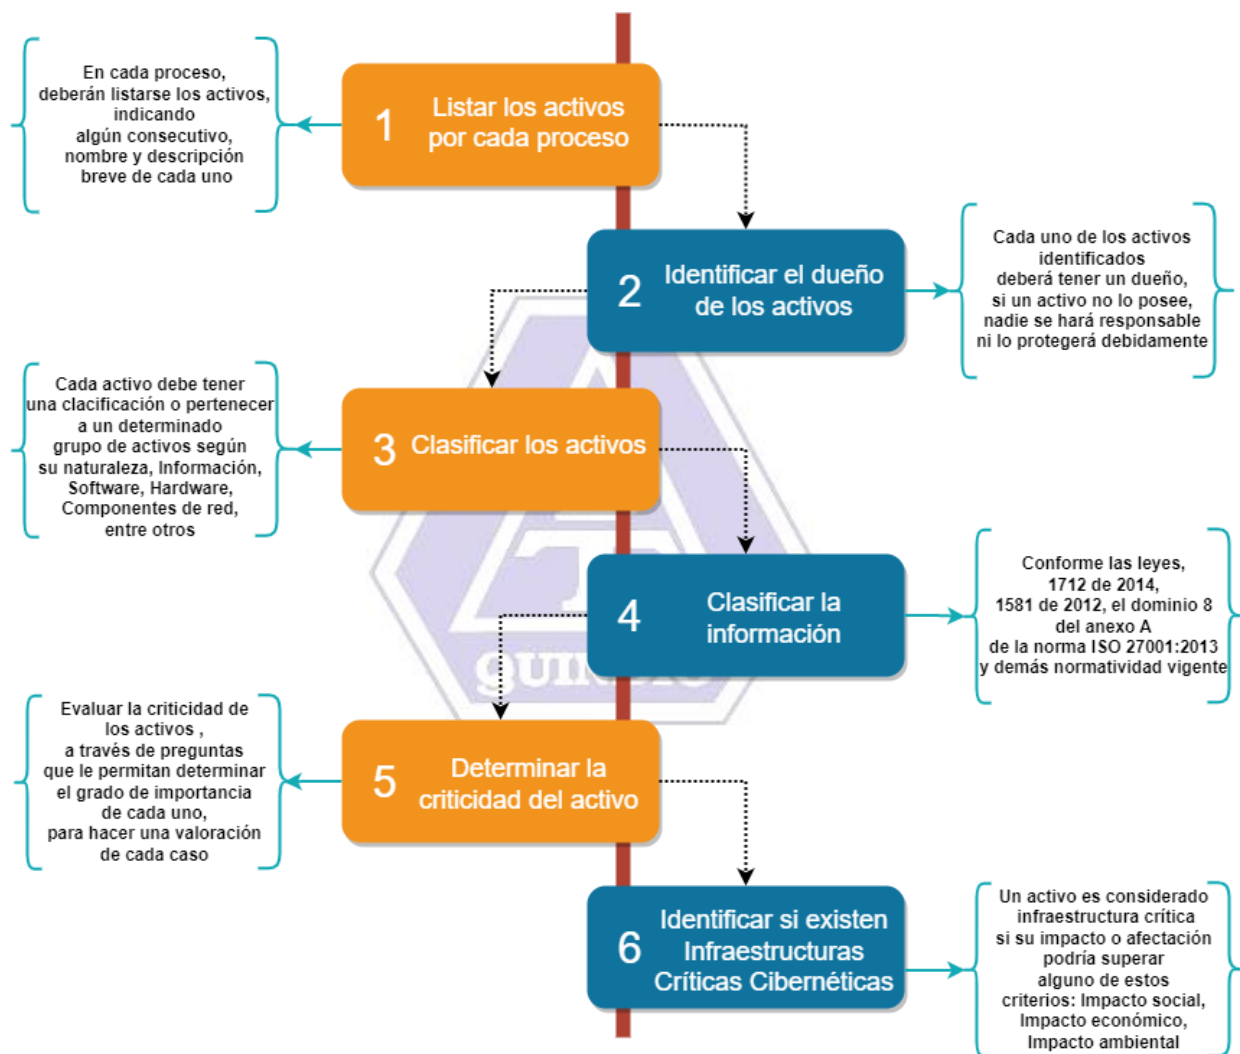 En cada proceso,
deberán listarse los activos,
indicando
algún consecutivo,
nombre y descripción
breve de cada uno
1
Listar los activos
por cada proceso
2
Identificar el dueño
de los activos
Cada uno de los activos
identificados
deberá tener un dueño,
si un activo no lo posee,
nadie se hará responsable
ni lo protegerá debidamente
Cada activo debe tener
una clacificación o pertenecer
a un determinado
grupo de activos según
su naturaleza, Información,
Software, Hardware,
Componentes de red,
entre otros
3
Clasificar los activos
4
Clasificar la
información
Conforme las leyes,
1712 de 2014,
1581 de 2012, el dominio 8
del anexo A
de la norma ISO 27001:2013
y demás normatividad vigente
Evaluar la criticidad de
los activos ,
a través de preguntas
que le permitan determinar
el grado de importancia
de cada uno,
para hacer una valoración
de cada caso
5
Determinar la
criticidad del activo
6
Identificar si existen
Infraestructuras
Críticas Cibernéticas
Un activo es considerado
infraestructura crítica
si su impacto o afectación
podría superar
alguno de estos
criterios: Impacto social,
Impacto económico,
Impacto ambiental